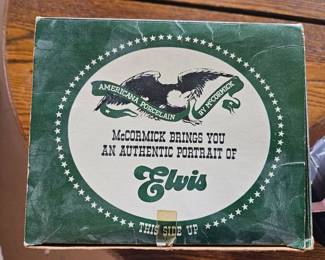 AMERICANA PORCELAIN BY McCORMICK
McCORMICK BRINGS YOU
AN AUTHENTIC PORTRAIT OF
Elvis
THIS SIDE UP